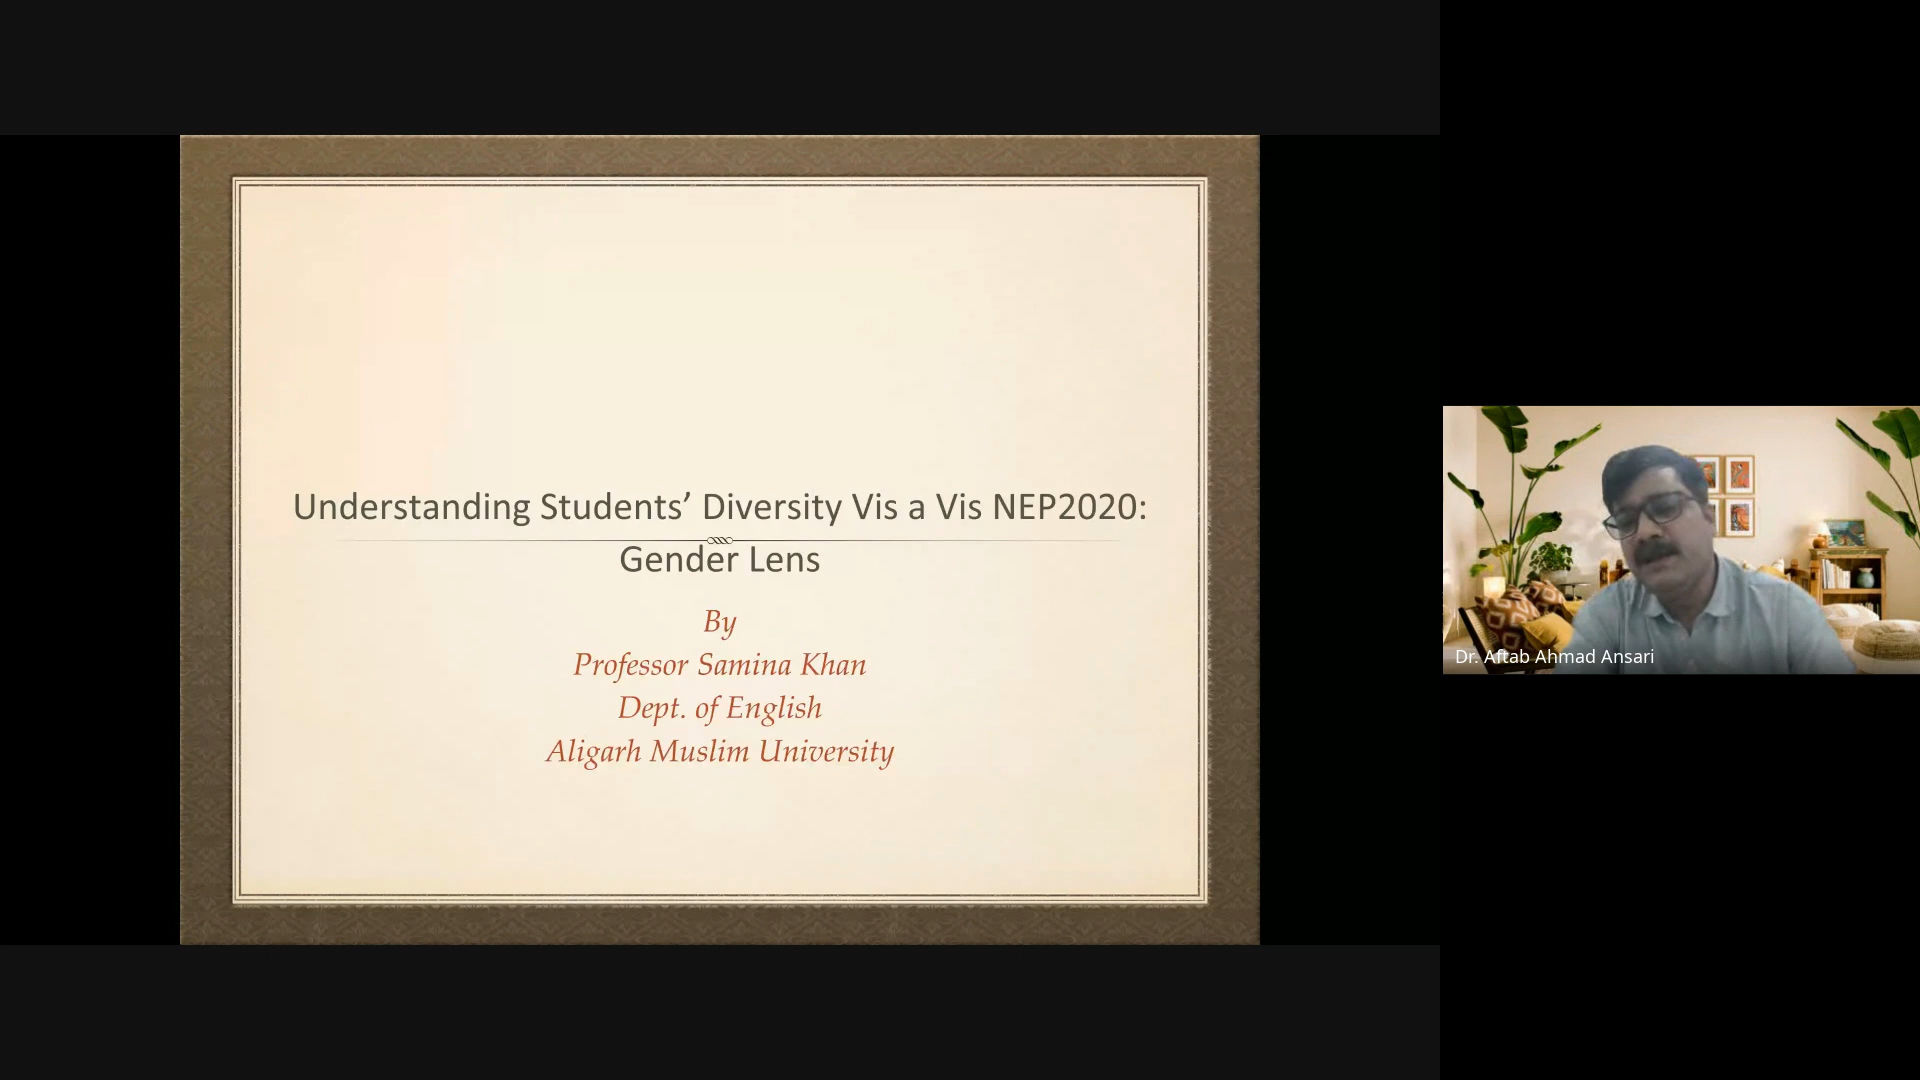 Understanding Students’ Diversity Vis a Vis NEP2020:
Gender Lens
By
Professor Samina Khan
Dept. of English
Aligarh Muslim University
Dr. Aftab Ahmad Ansari